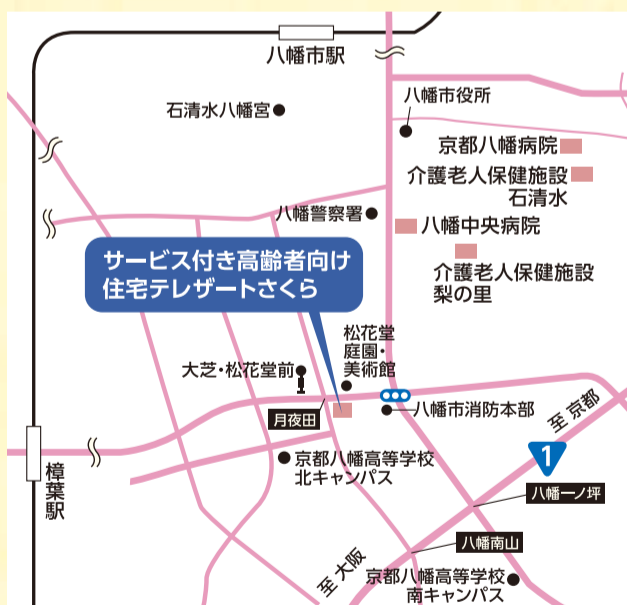 八幡市駅
石清水八幡宮
八幡市役所
京都八幡病院
介護老人保健施設
石清水
八幡警察署
八幡中央病院
介護老人保健施設
梨の里
サービス付き高齢者向け
住宅テレザートさくら
松花堂
庭園・
美術館
大芝・松花堂前
月夜田
八幡市消防本部
至 京都
1
樟葉駅
京都八幡高等学校
北キャンパス
八幡一ノ坪
八幡南山
至 大阪
京都八幡高等学校
南キャンパス